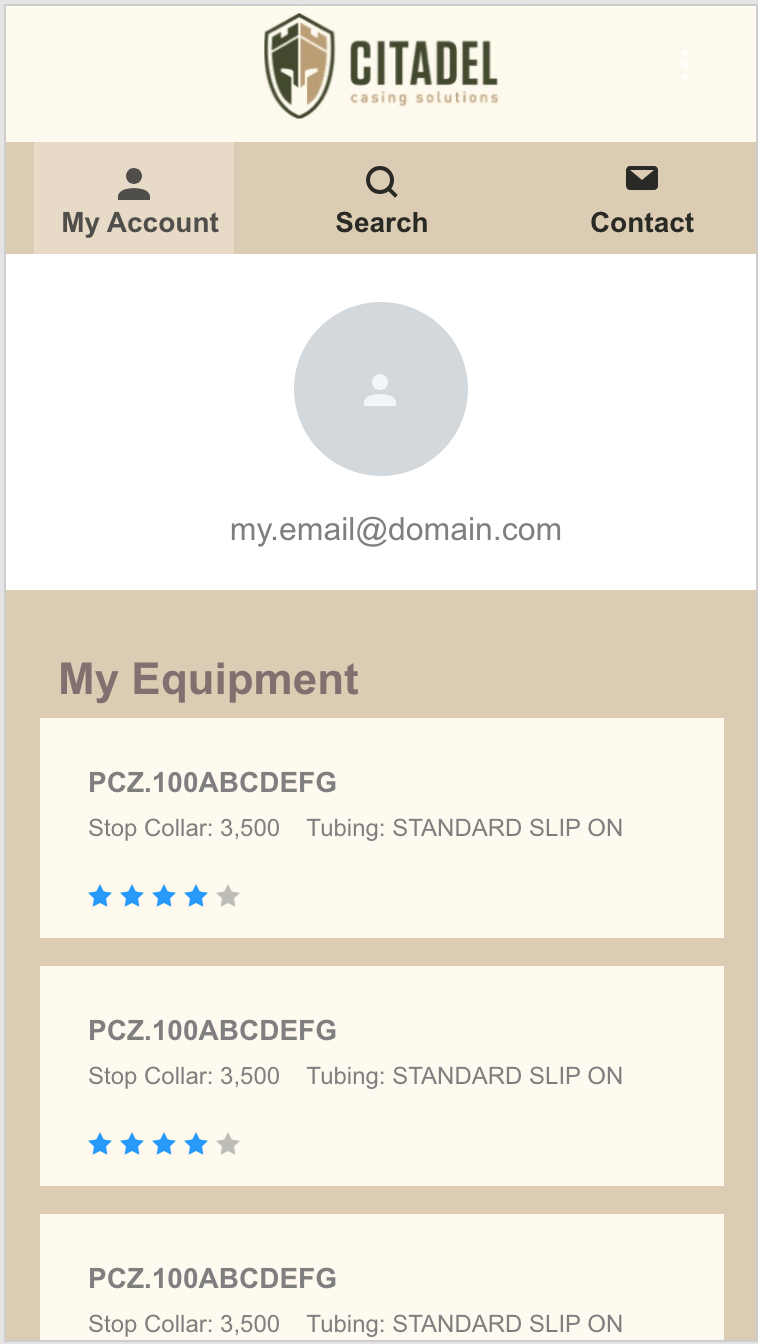 CITADEL
casing solutions
My Account Search Contact
my.email@domain.com
My Equipment
PCZ.100ABCDEFG
Stop Collar: 3,500 Tubing: STANDARD SLIP ON
PCZ.100ABCDEFG
Stop Collar: 3,500 Tubing: STANDARD SLIP ON
PCZ.100ABCDEFG
Stop Collar: 3,500 Tubing: STANDARD SLIP ON